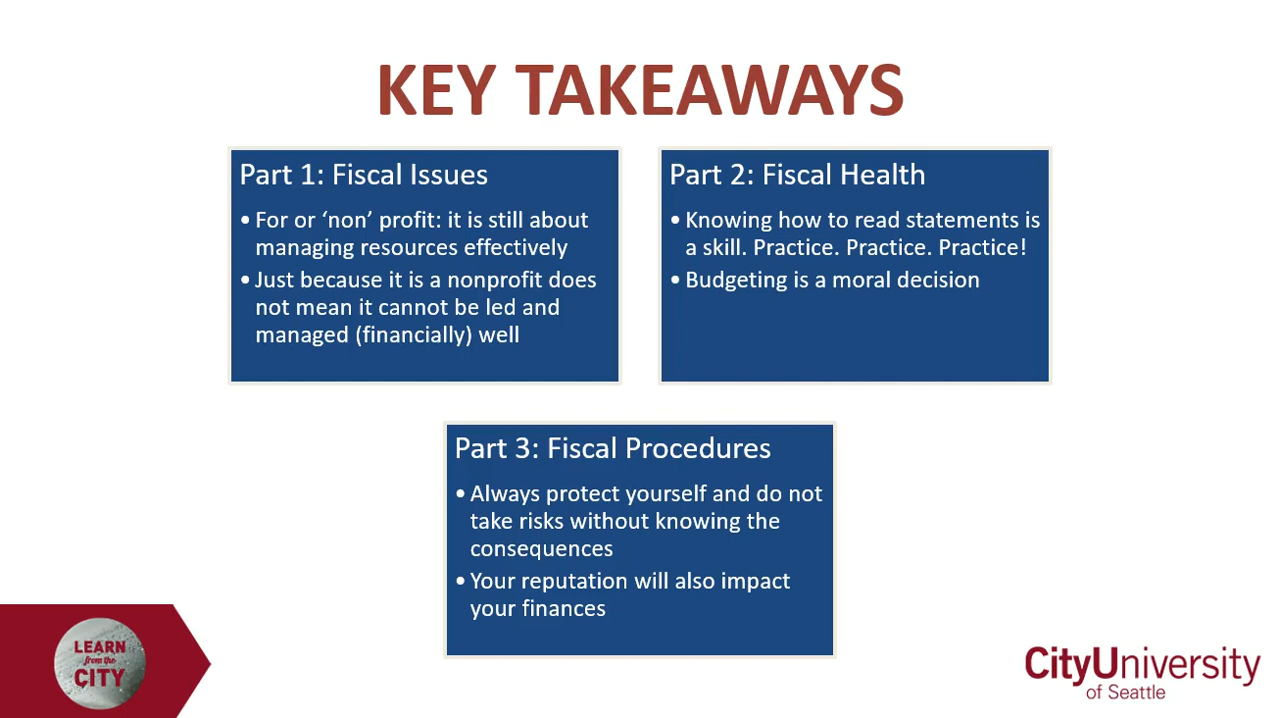 KEY TAKEAWAYS
Part 1: Fiscal Issues
• For or ‘non’ profit: it is still about
managing resources effectively
• Just because it is a nonprofit does
not mean it cannot be led and
managed (financially) well
Part 2: Fiscal Health
• Knowing how to read statements is
a skill. Practice. Practice. Practice!
• Budgeting is a moral decision
Part 3: Fiscal Procedures
• Always protect yourself and do not
take risks without knowing the
consequences
• Your reputation will also impact
your finances
LEARN
from the
CITY
CityUniversity
of Seattle